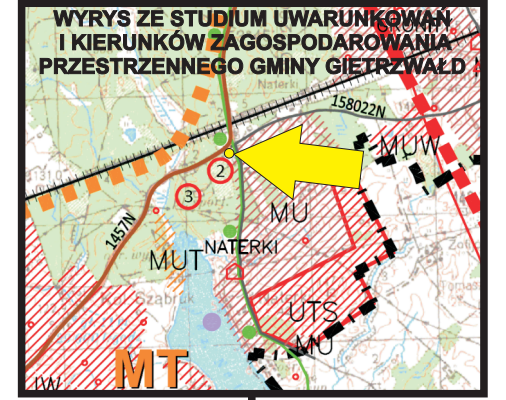 WYRYS ZE STUDIUM UWARUNKOWAŃ
I KIERUNKÓW ZAGOSPODAROWANIA
PRZESTRZENNEGO GMINY GIETRZWAŁD
Naterki
158022N
MUW
2
3
MU
1457N
NATERKI
MUT
UTS
MU
MT